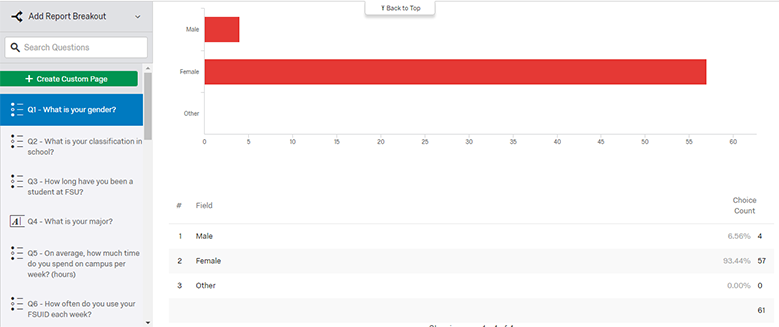 Add Report Breakout
Search Questions
+ Create Custom Page
Q1 - What is your gender?
Q2 - What is your classification in
school?
Q3 - How long have you been a
student at FSU?
Q4 - What is your major?
Q5 - On average, how much time
do you spend on campus per
week? (hours)
Q6 - How often do you use your
FSUID each week?
Back to Top
Male
Female
Other
0 5 10 15 20 25 30 35 40 45 50 55 60
# Field Choice
Count
1 Male 6.56% 4
2 Female 93.44% 57
3 Other 0.00% 0
61